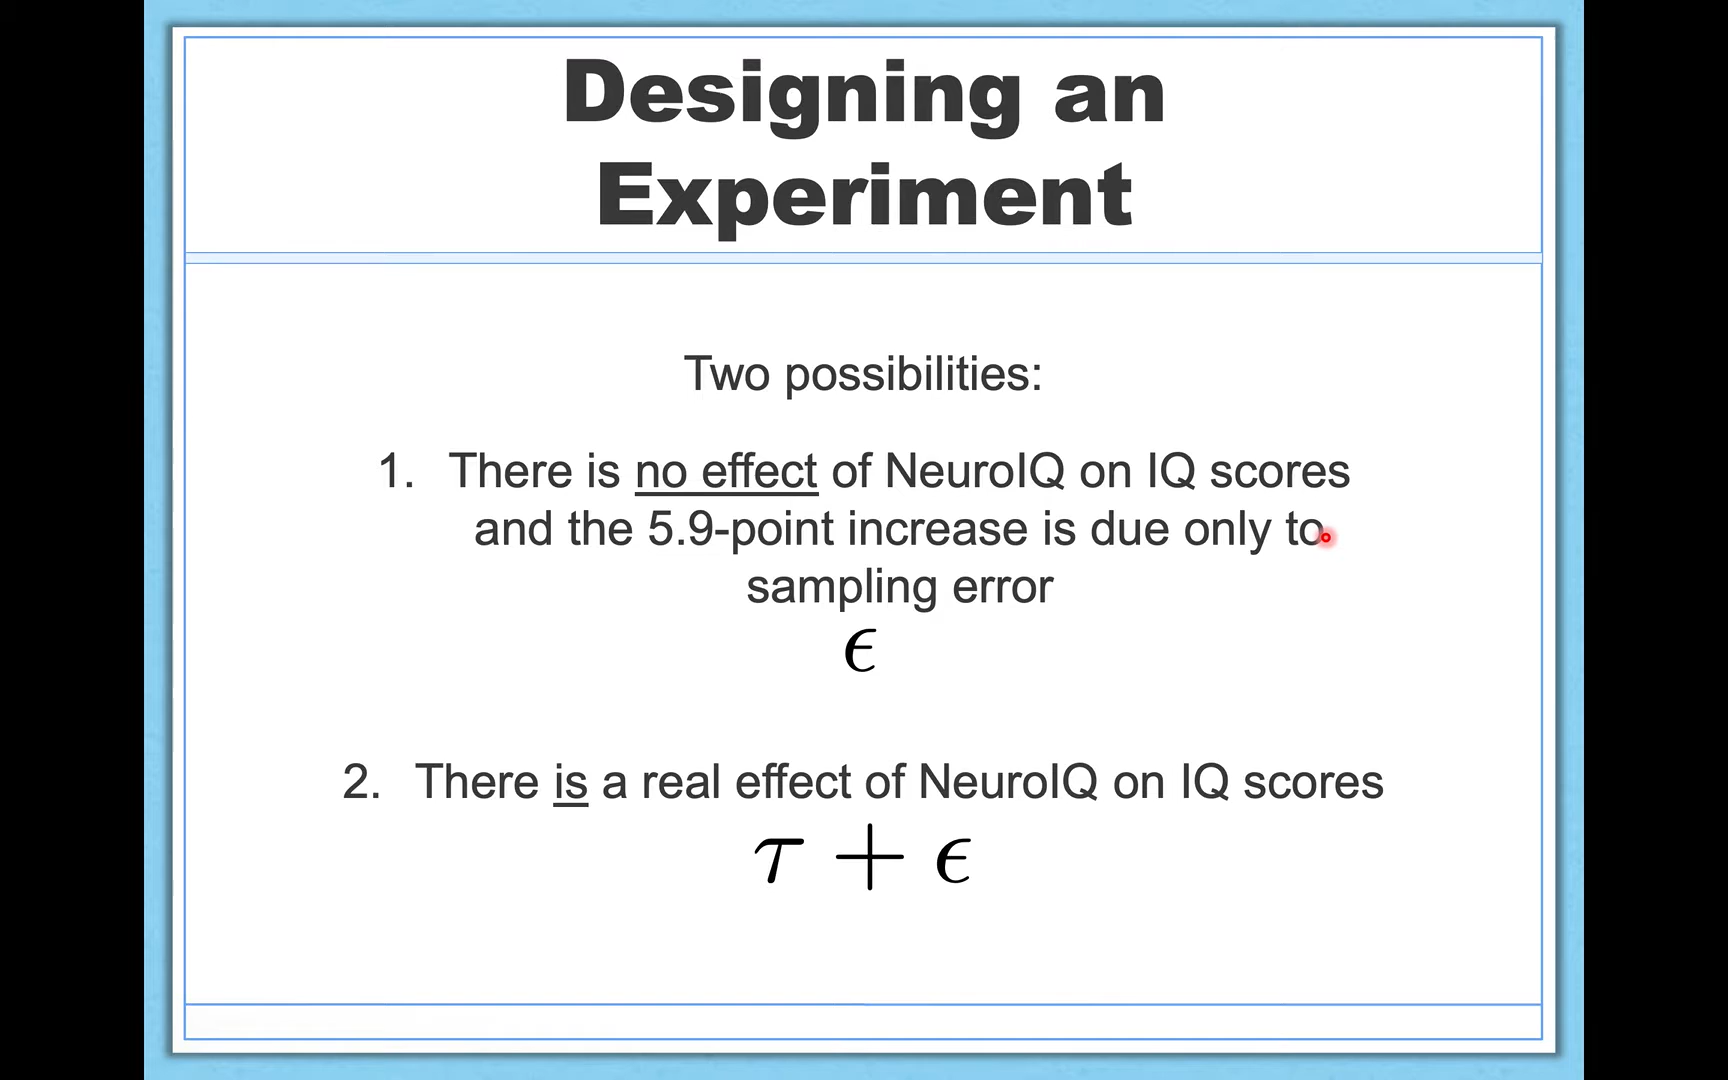 Designing an
Experiment
Two possibilities:
1. There is no effect of NeuroIQ on IQ scores
and the 5.9-point increase is due only to
sampling error
ϵ
2. There is a real effect of NeuroIQ on IQ scores
τ + ϵ